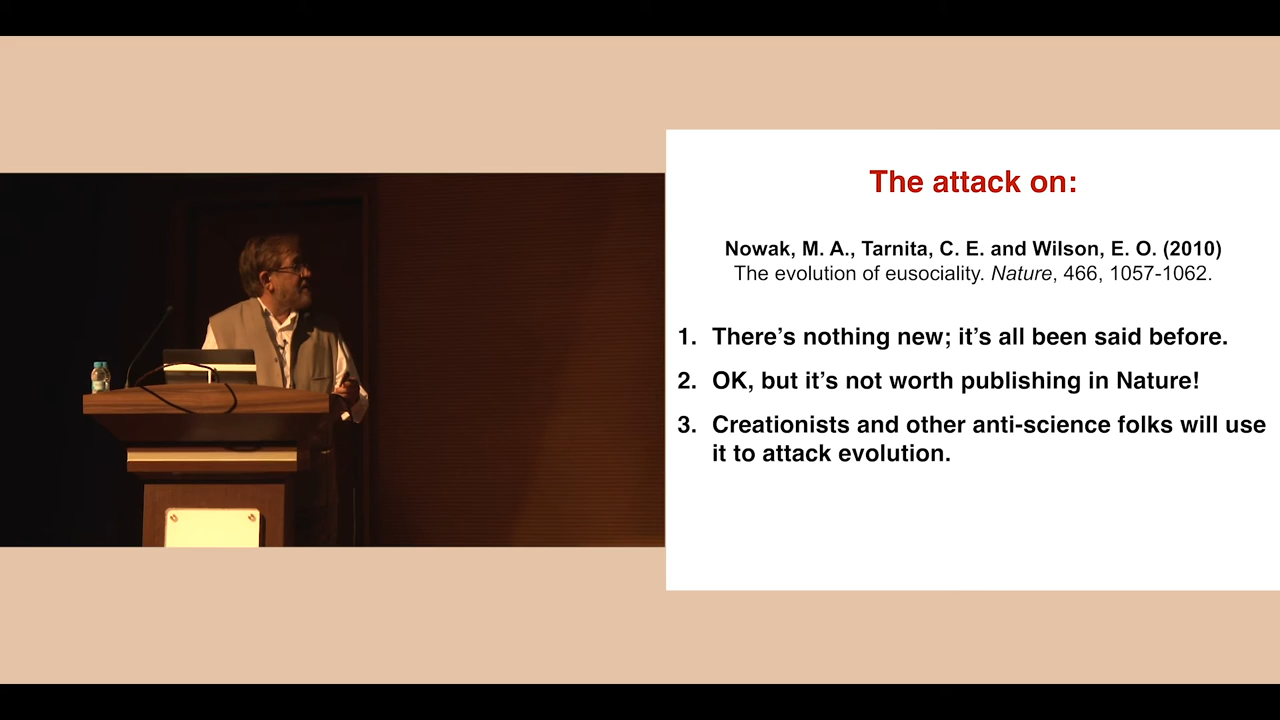 The attack on:
Nowak, M. A., Tarnita, C. E. and Wilson, E. O. (2010)
The evolution of eusociality. Nature, 466, 1057-1062.
1. There’s nothing new; it’s all been said before.
2. OK, but it’s not worth publishing in Nature!
3. Creationists and other anti-science folks will use
it to attack evolution.